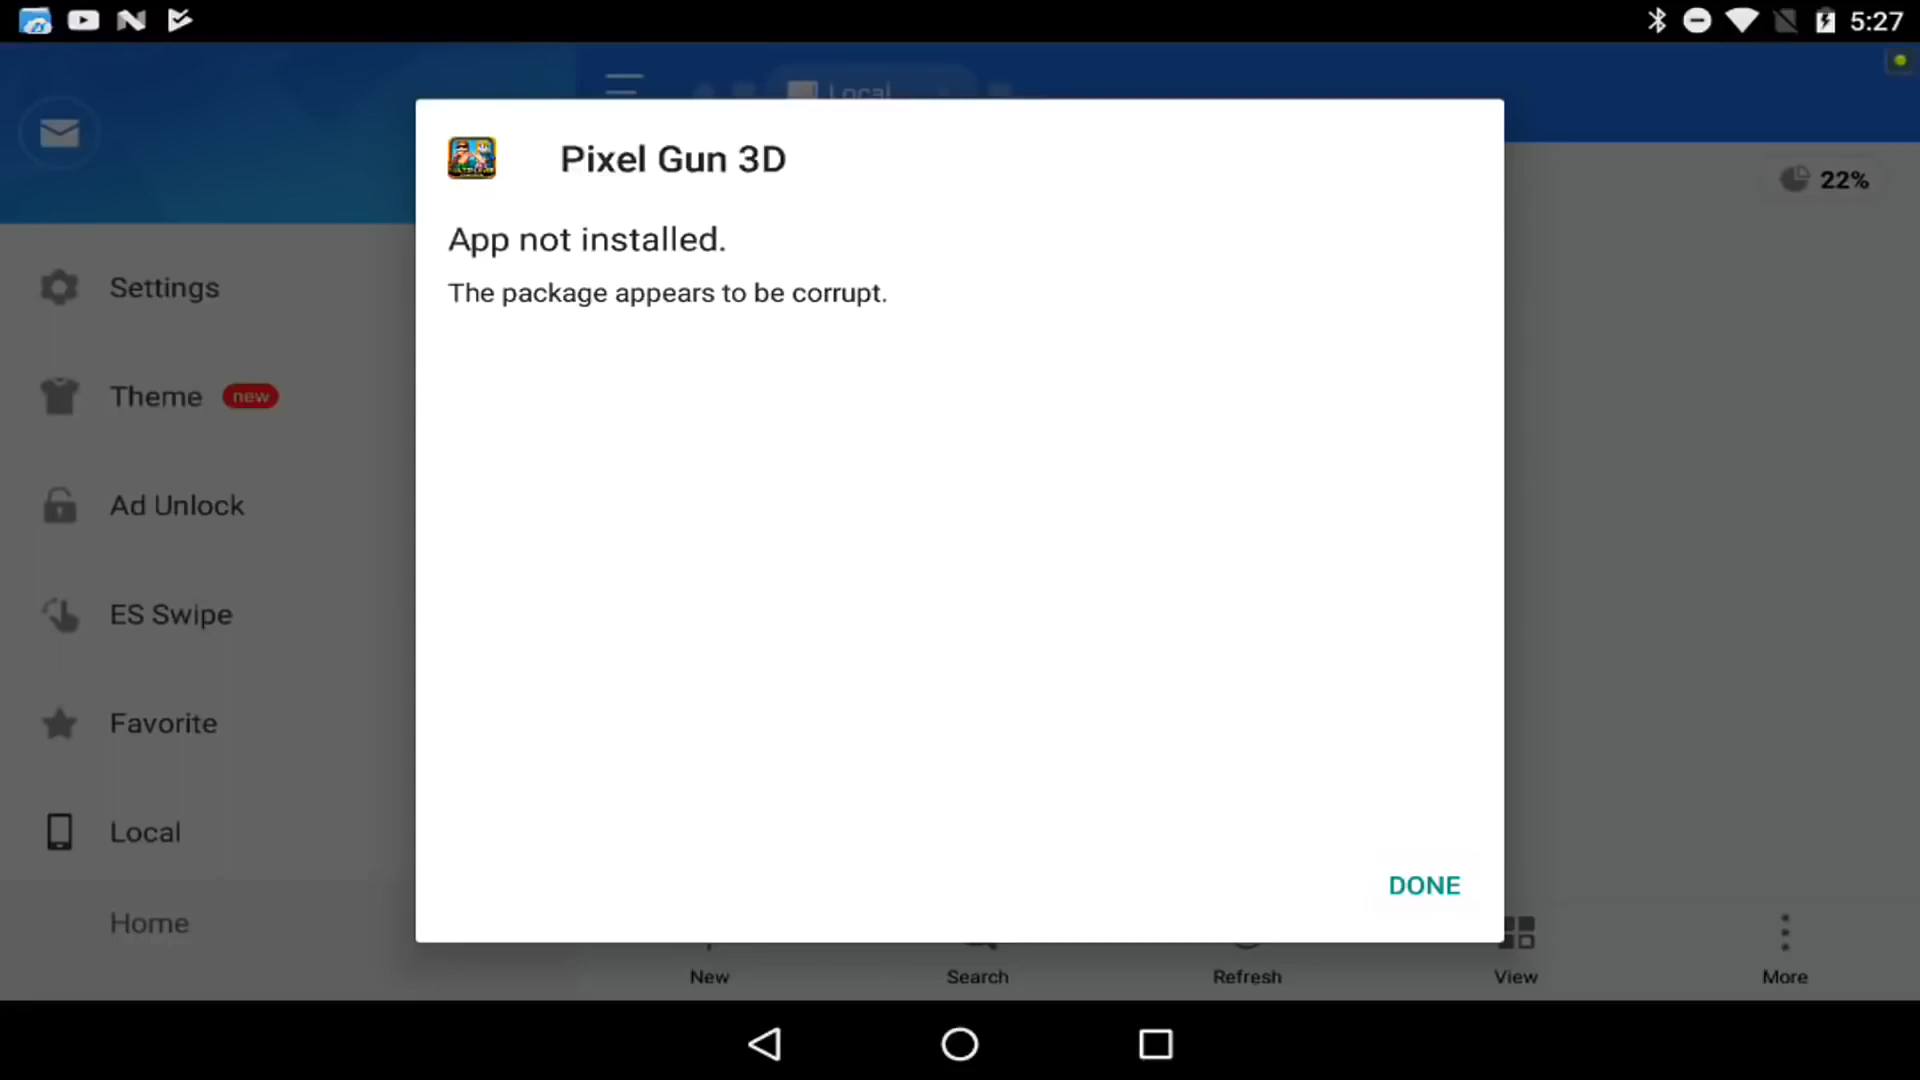 5:27
Local
Pixel Gun 3D
22%
App not installed.
The package appears to be corrupt.
Settings
Theme new
Ad Unlock
ES Swipe
Favorite
Local
DONE
Home
New Search Refresh View More